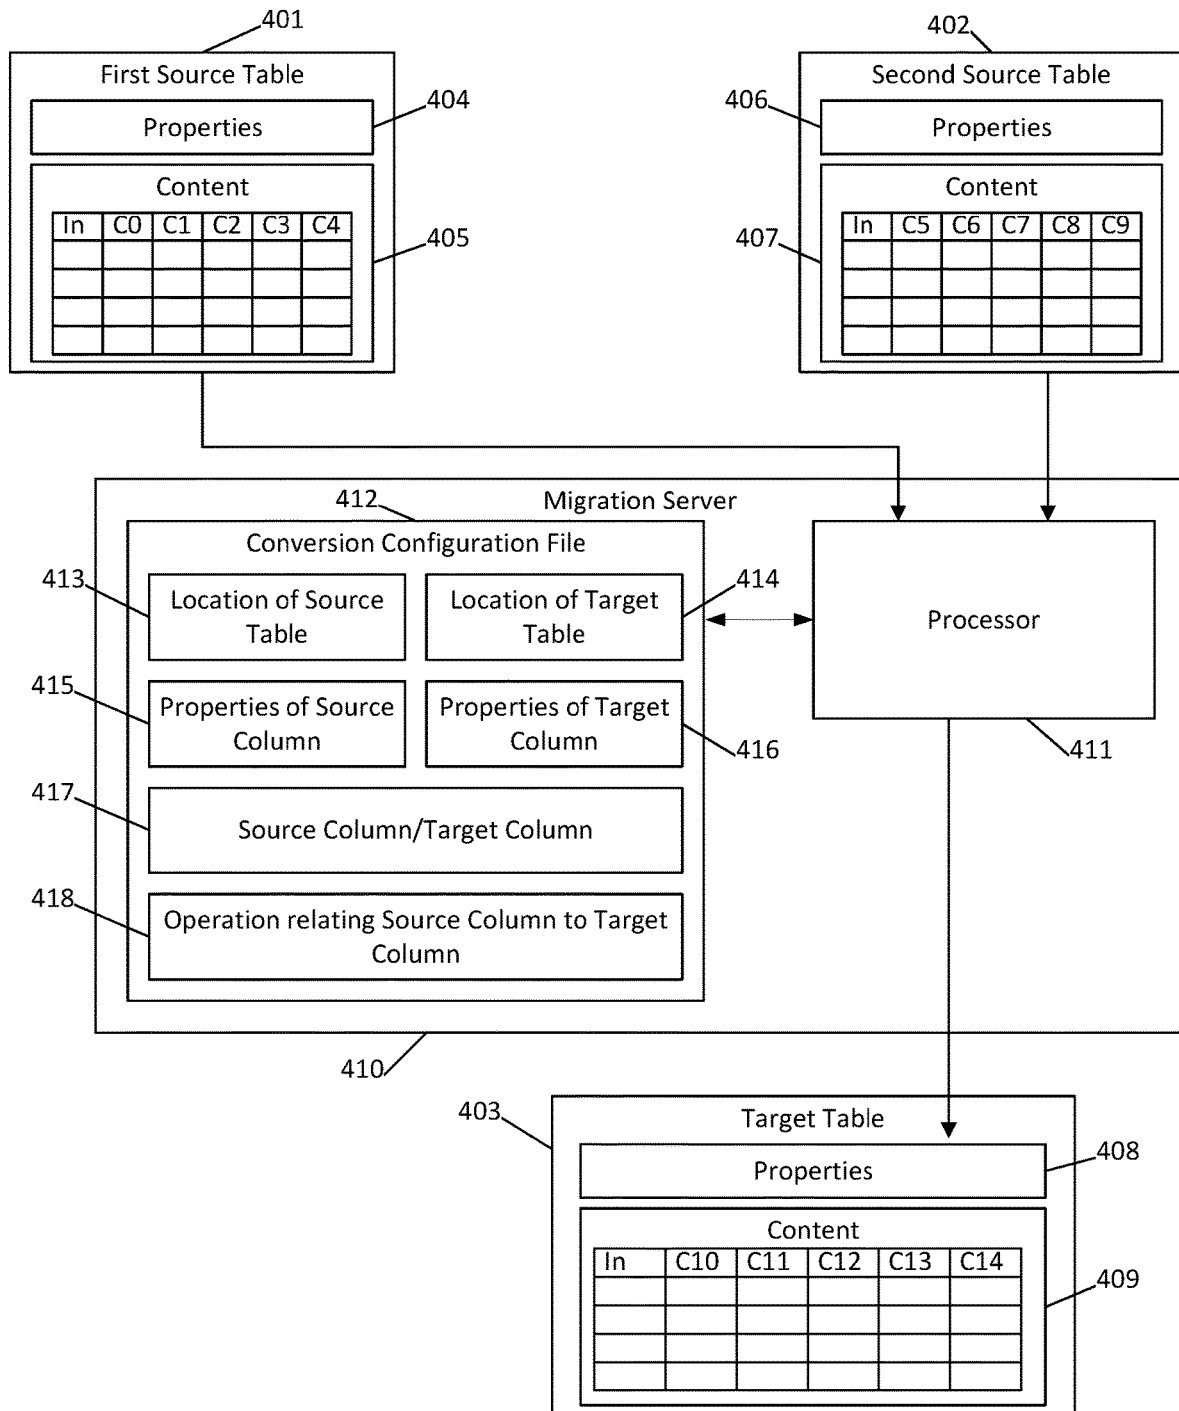 401
First Source Table
404
Properties
Content
In C0 C1 C2 C3 C4
405
402
Second Source Table
406
Properties
Content
407
In C5 C6 C7 C8 C9
Migration Server
412
Conversion Configuration File
413
Location of Source
Table
Location of Target
Table
414
415
Properties of Source
Column
Properties of Target
Column
416
417
Source Column/Target Column
418
Operation relating Source Column to Target
Column
Processor
411
410
403
Target Table
Properties
408
Content
In C10 C11 C12 C13 C14
409